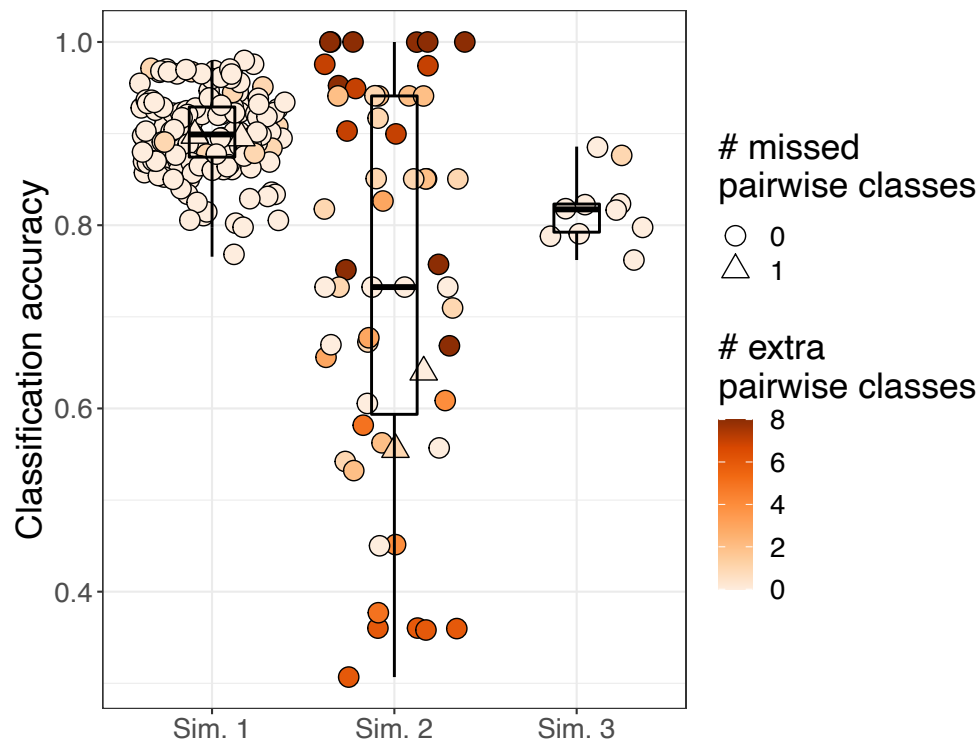 1.0
0.8
0.6
0.4
Classification accuracy
Sim. 1
Sim. 2
Sim. 3
# missed
pairwise classes
0
1
# extra
pairwise classes
8
6
4
2
0